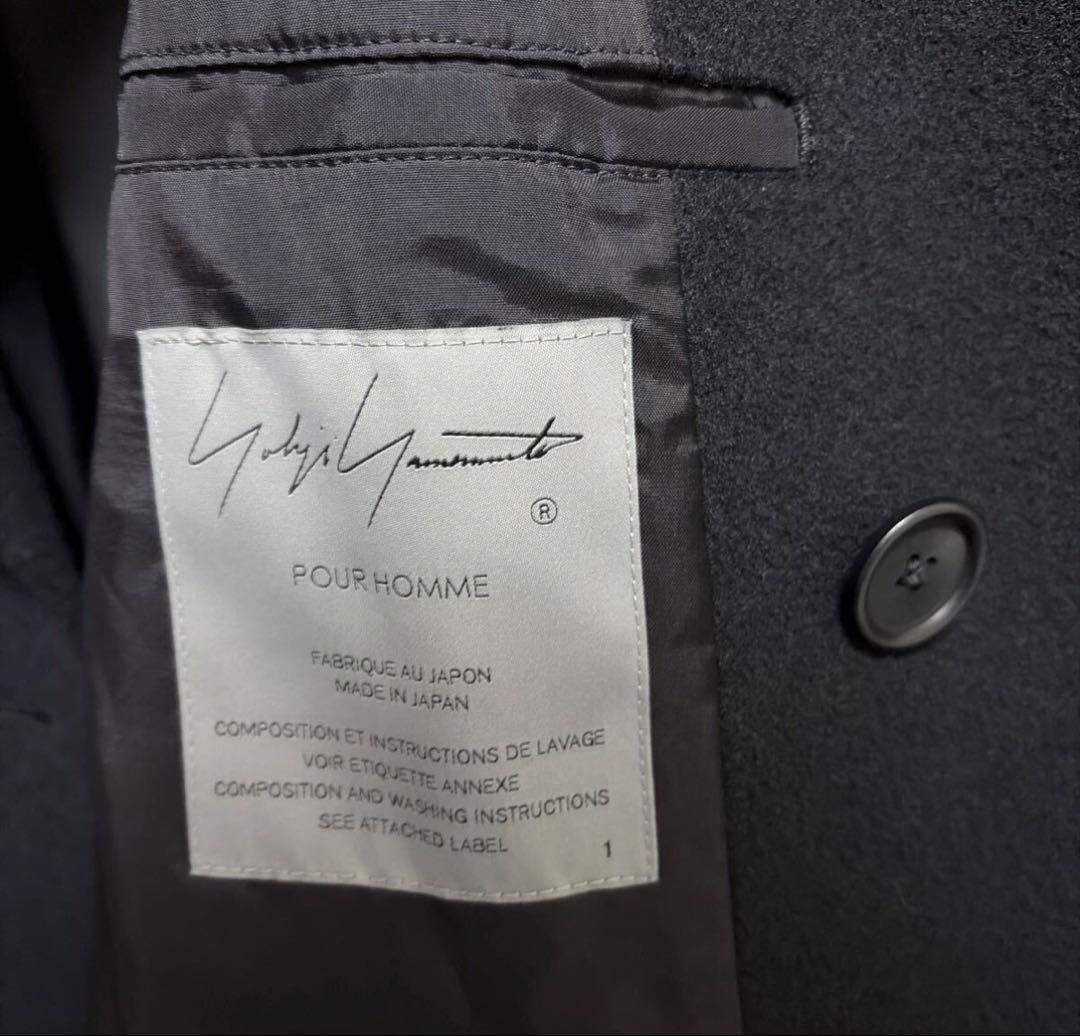 Yohji Yamamoto
®
POUR HOMME
FABRIQUE AU JAPON
MADE IN JAPAN
COMPOSITION ET INSTRUCTIONS DE LAVAGE
VOIR ETIQUETTE ANNEXE
COMPOSITION AND WASHING INSTRUCTIONS
SEE ATTACHED LABEL
1